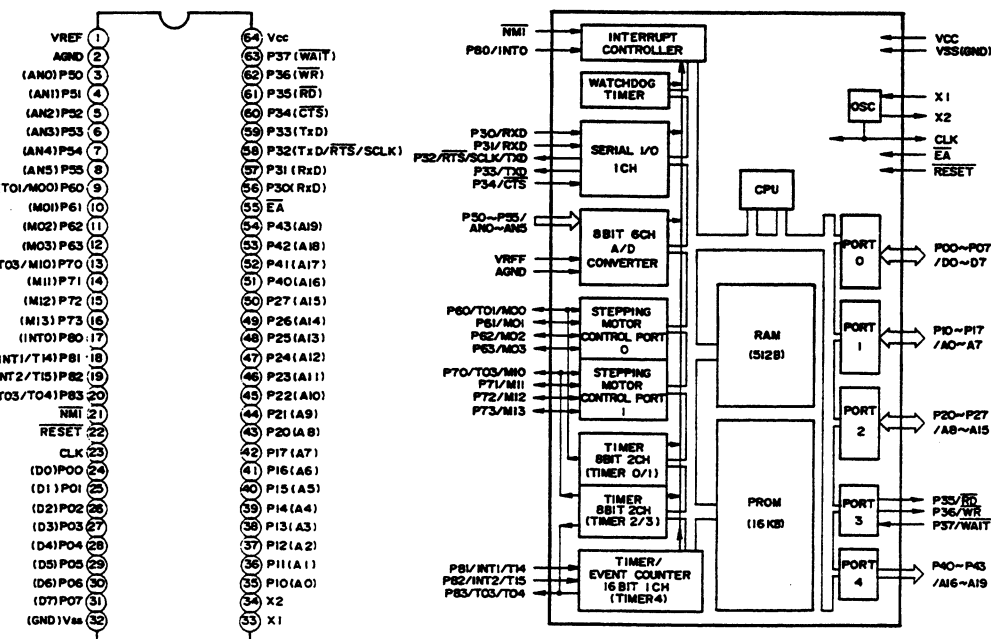 VREF 1
AGND 2
(AN0)P50 3
(AN1)P51 4
(AN2)P52 5
(AN3)P53 6
(AN4)P54 7
(AN5)P55 8
TO1/MO0)P60 9
(MO1)P61 10
(MO2)P62 11
(MO3)P63 12
TO3/M10)P70 13
(M11)P71 14
(M12)P72 15
(M13)P73 16
(INT0)P80 17
INT1/T14)P81 18
NT2/T15)P82 19
TO3/TO4)P83 20
NMI 21
RESET 22
CLK 23
(D0)P00 24
(D1)P01 25
(D2)P02 26
(D3)P03 27
(D4)P04 28
(D5)P05 29
(D6)P06 30
(D7)P07 31
(GND)Vss 32
64 Vcc
63 P37(WAIT)
62 P36(WR)
61 P35(RD)
60 P34(CTS)
59 P33(TxD)
58 P32(TxD/RTS/SCLK)
57 P31(RxD)
56 P30(RxD)
55 EA
54 P43(A19)
53 P42(A18)
52 P41(A17)
51 P40(A16)
50 P27(A15)
49 P26(A14)
48 P25(A13)
47 P24(A12)
46 P23(A11)
45 P22(A10)
44 P21(A9)
43 P20(A8)
42 P17(A7)
41 P16(A6)
40 P15(A5)
39 P14(A4)
38 P13(A3)
37 P12(A2)
36 P11(A1)
35 P10(A0)
34 X2
33 X1
NMI
P80/INT0
INTERRUPT
CONTROLLER
WATCHDOG
TIMER
P30/RXD
P31/RXD
P32/RTS/SCLK/TXD
P33/TXD
P34/CTS
SERIAL I/O
1CH
P50~P55/
AN0~AN5
VRFF
AGND
8BIT 6CH
A/D
CONVERTER
P60/TO1/MO0
P61/MO1
P62/MO2
P63/MO3
STEPPING
MOTOR
CONTROL PORT
0
P70/TO3/M10
P71/M11
P72/M12
P73/M13
STEPPING
MOTOR
CONTROL PORT
1
TIMER
8BIT 2CH
(TIMER 0/1)
TIMER
8BIT 2CH
(TIMER 2/3)
P81/INT1/T14
P82/INT2/T15
P83/TO3/TO4
TIMER/
EVENT COUNTER
16BIT 1CH
(TIMER4)
CPU
RAM
(512B)
PROM
(16KB)
OSC
VCC
VSS(GND)
X1
X2
CLK
EA
RESET
PORT
0
P00~P07
/D0~D7
PORT
1
P10~P17
/A0~A7
PORT
2
P20~P27
/A8~A15
PORT
3
P35/RD
P36/WR
P37/WAIT
PORT
4
P40~P43
/A16~A19